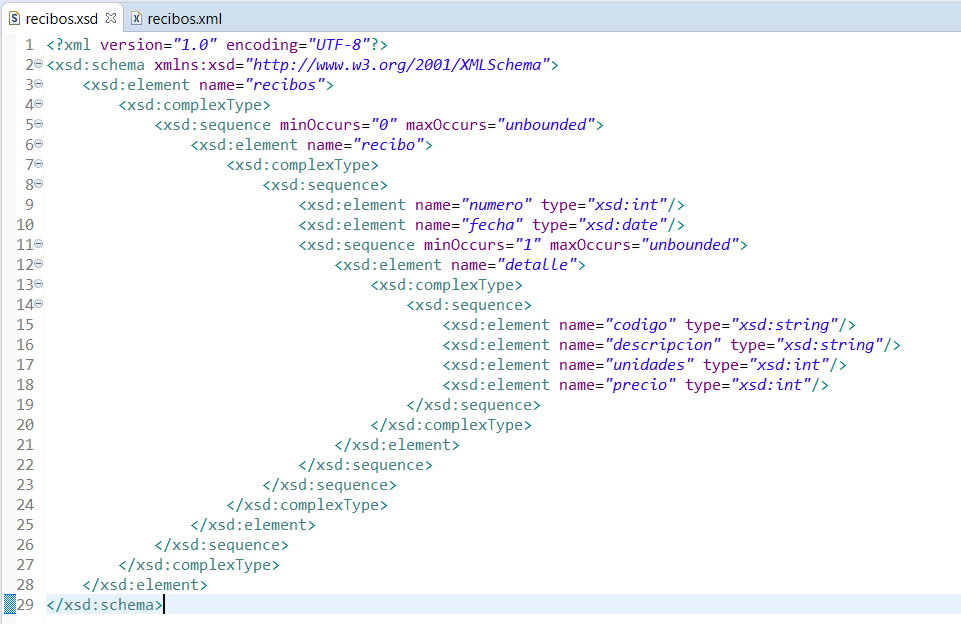 recibos.xsd recibos.xml
1 <?xml version="1.0" encoding="UTF-8"?>
2 <xsd:schema xmlns:xsd="http://www.w3.org/2001/XMLSchema">
3     <xsd:element name="recibos">
4         <xsd:complexType>
5             <xsd:sequence minOccurs="0" maxOccurs="unbounded">
6                 <xsd:element name="recibo">
7                     <xsd:complexType>
8                         <xsd:sequence>
9                             <xsd:element name="numero" type="xsd:int"/>
10                             <xsd:element name="fecha" type="xsd:date"/>
11                             <xsd:sequence minOccurs="1" maxOccurs="unbounded">
12                                 <xsd:element name="detalle">
13                                     <xsd:complexType>
14                                         <xsd:sequence>
15                                             <xsd:element name="codigo" type="xsd:string"/>
16                                             <xsd:element name="descripcion" type="xsd:string"/>
17                                             <xsd:element name="unidades" type="xsd:int"/>
18                                             <xsd:element name="precio" type="xsd:int"/>
19                                         </xsd:sequence>
20                                     </xsd:complexType>
21                                 </xsd:element>
22                             </xsd:sequence>
23                         </xsd:sequence>
24                     </xsd:complexType>
25                 </xsd:element>
26             </xsd:sequence>
27         </xsd:complexType>
28     </xsd:element>
29 </xsd:schema>